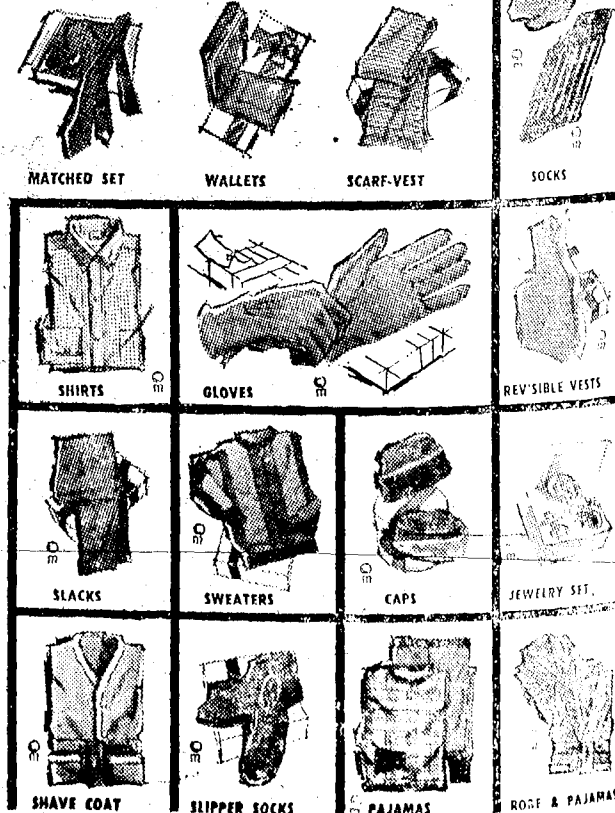 MATCHED SET
WALLETS
SCARF-VEST
SOCKS
SHIRTS
GLOVES
REV'SIBLE VESTS
SLACKS
SWEATERS
CAPS
JEWELRY SET.
SHAVE COAT
SLIPPER SOCKS
PAJAMAS
ROBE & PAJAMAS